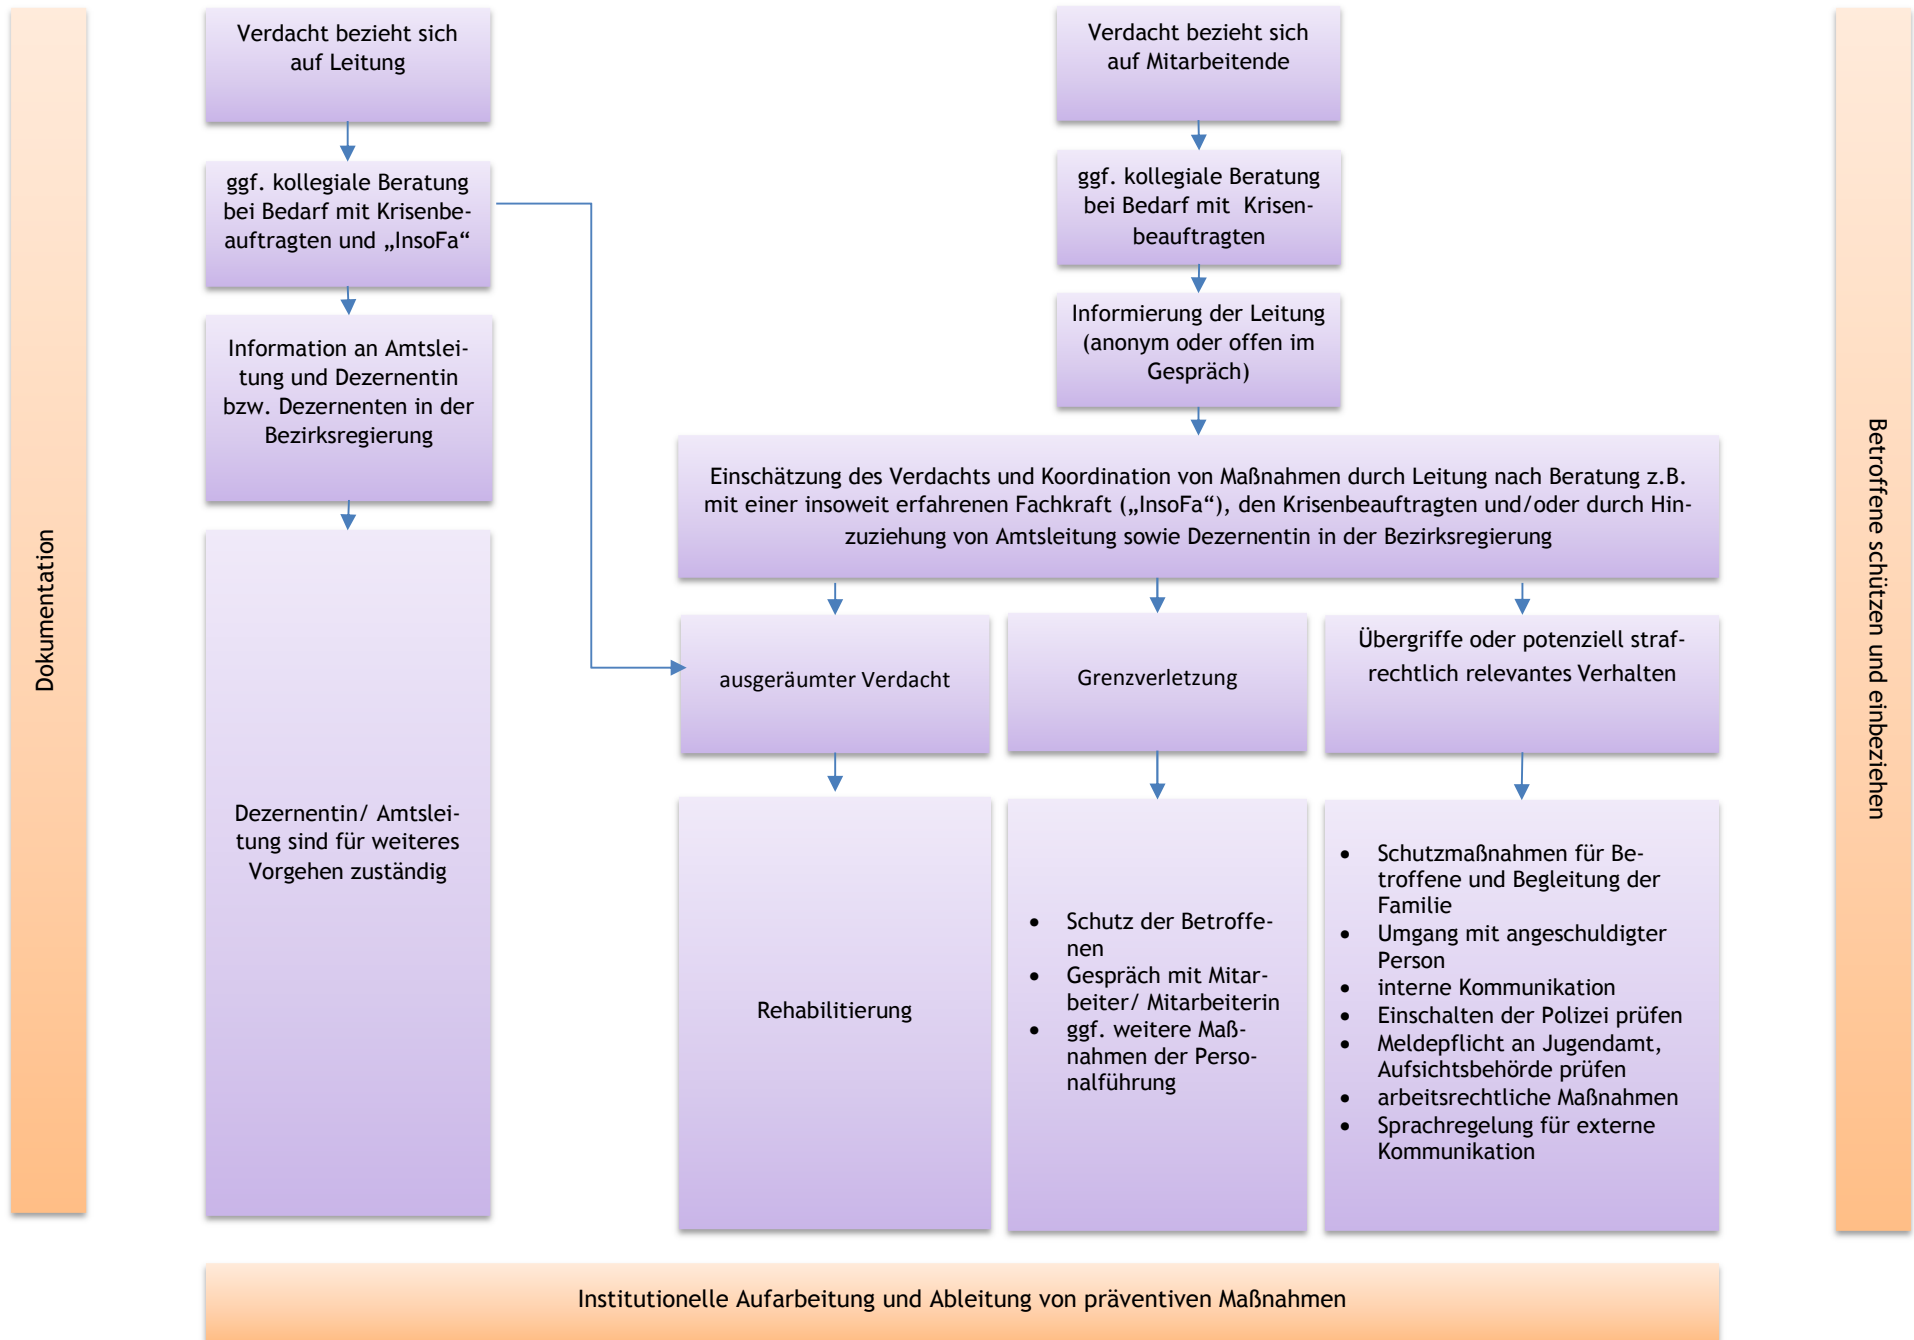 Dokumentation
Verdacht bezieht sich
auf Leitung
ggf. kollegiale Beratung
bei Bedarf mit Krisenbe-
auftragten und „InsoFa“
Information an Amtslei-
tung und Dezernentin
bzw. Dezernenten in der
Bezirksregierung
Dezernentin/ Amtslei-
tung sind für weiteres
Vorgehen zuständig
Verdacht bezieht sich
auf Mitarbeitende
ggf. kollegiale Beratung
bei Bedarf mit Krisen-
beauftragten
Informierung der Leitung
(anonym oder offen im
Gespräch)
Einschätzung des Verdachts und Koordination von Maßnahmen durch Leitung nach Beratung z.B.
mit einer insoweit erfahrenen Fachkraft („InsoFa“), den Krisenbeauftragten und/oder durch Hin-
zuziehung von Amtsleitung sowie Dezernentin in der Bezirksregierung
ausgeräumter Verdacht
Rehabilitierung
Grenzverletzung
• Schutz der Betroffe-
nen
• Gespräch mit Mitar-
beiter/ Mitarbeiterin
• ggf. weitere Maß-
nahmen der Perso-
nalführung
Übergriffe oder potenziell straf-
rechtlich relevantes Verhalten
• Schutzmaßnahmen für Be-
troffene und Begleitung der
Familie
• Umgang mit angeschuldigter
Person
• interne Kommunikation
• Einschalten der Polizei prüfen
• Meldepflicht an Jugendamt,
Aufsichtsbehörde prüfen
• arbeitsrechtliche Maßnahmen
• Sprachregelung für externe
Kommunikation
Betroffene schützen und einbeziehen
Institutionelle Aufarbeitung und Ableitung von präventiven Maßnahmen